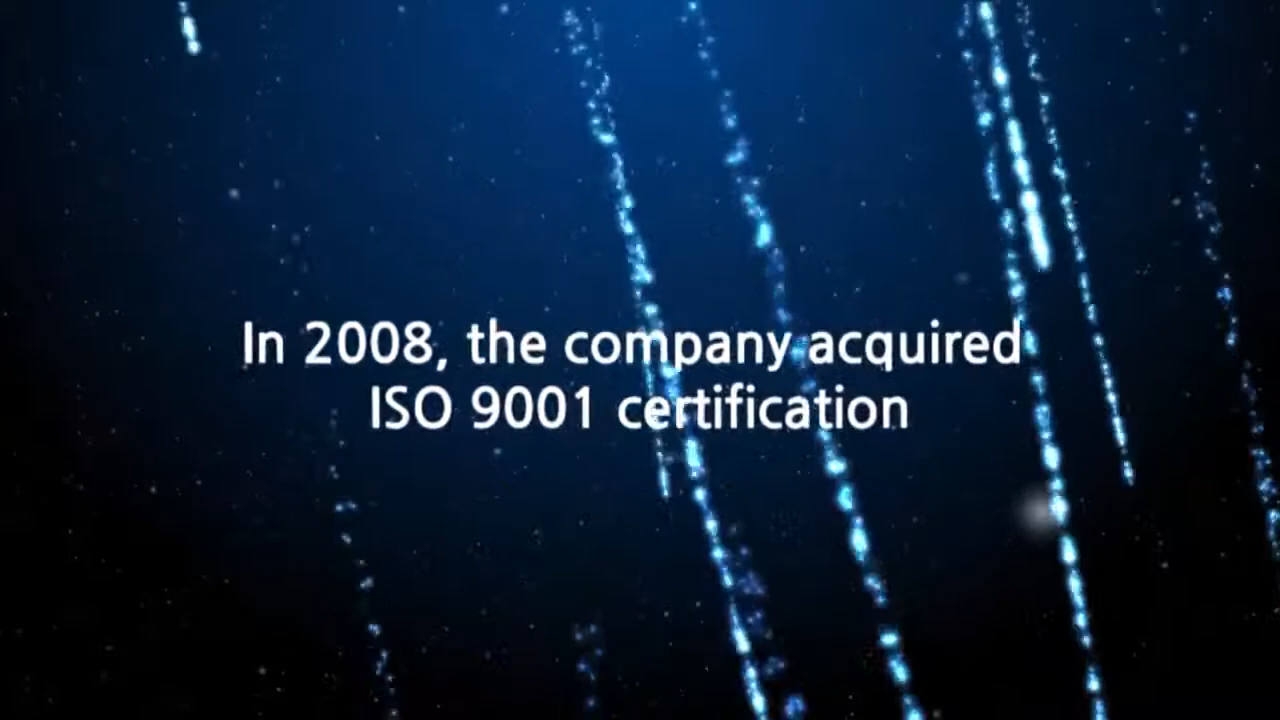 In 2008, the company acquired
ISO 9001 certification